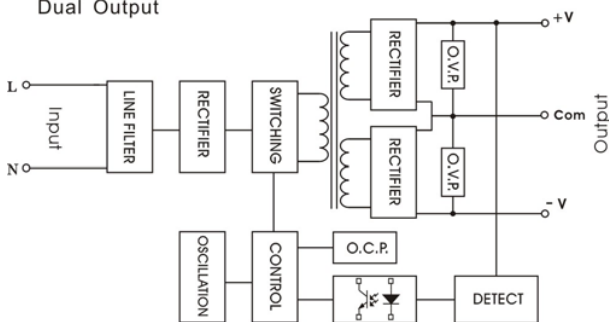 Dual Output
L
N
Input
LINE FILTER
RECTIFIER
SWITCHING
RECTIFIER
RECTIFIER
O.V.P.
O.V.P.
+V
Com
- V
Output
OSCILLATION
CONTROL
O.C.P.
DETECT